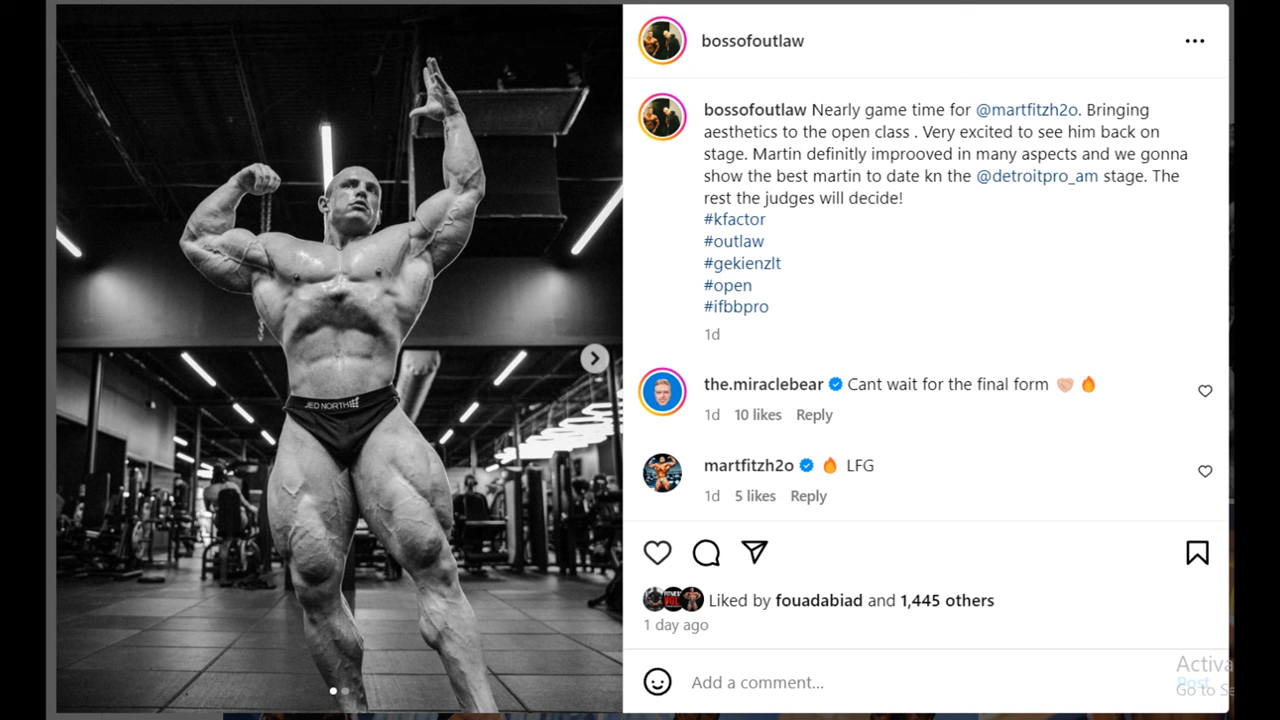 bossofoutlaw
bossofoutlaw Nearly game time for @martfitzh2o. Bringing
aesthetics to the open class . Very excited to see him back on
stage. Martin definitly improoved in many aspects and we gonna
show the best martin to date kn the @detroitpro_am stage. The
rest the judges will decide!
#kfactor
#outlaw
#gekienzlt
#open
#ifbbpro
1d
the.miraclebear Cant wait for the final form 🤝🏻 🔥
1d 10 likes Reply
martfitzh2o 🔥 LFG
1d 5 likes Reply
Liked by fouadabiad and 1,445 others
1 day ago
Add a comment...
Post
Activa
Go to Se
JED NORTH